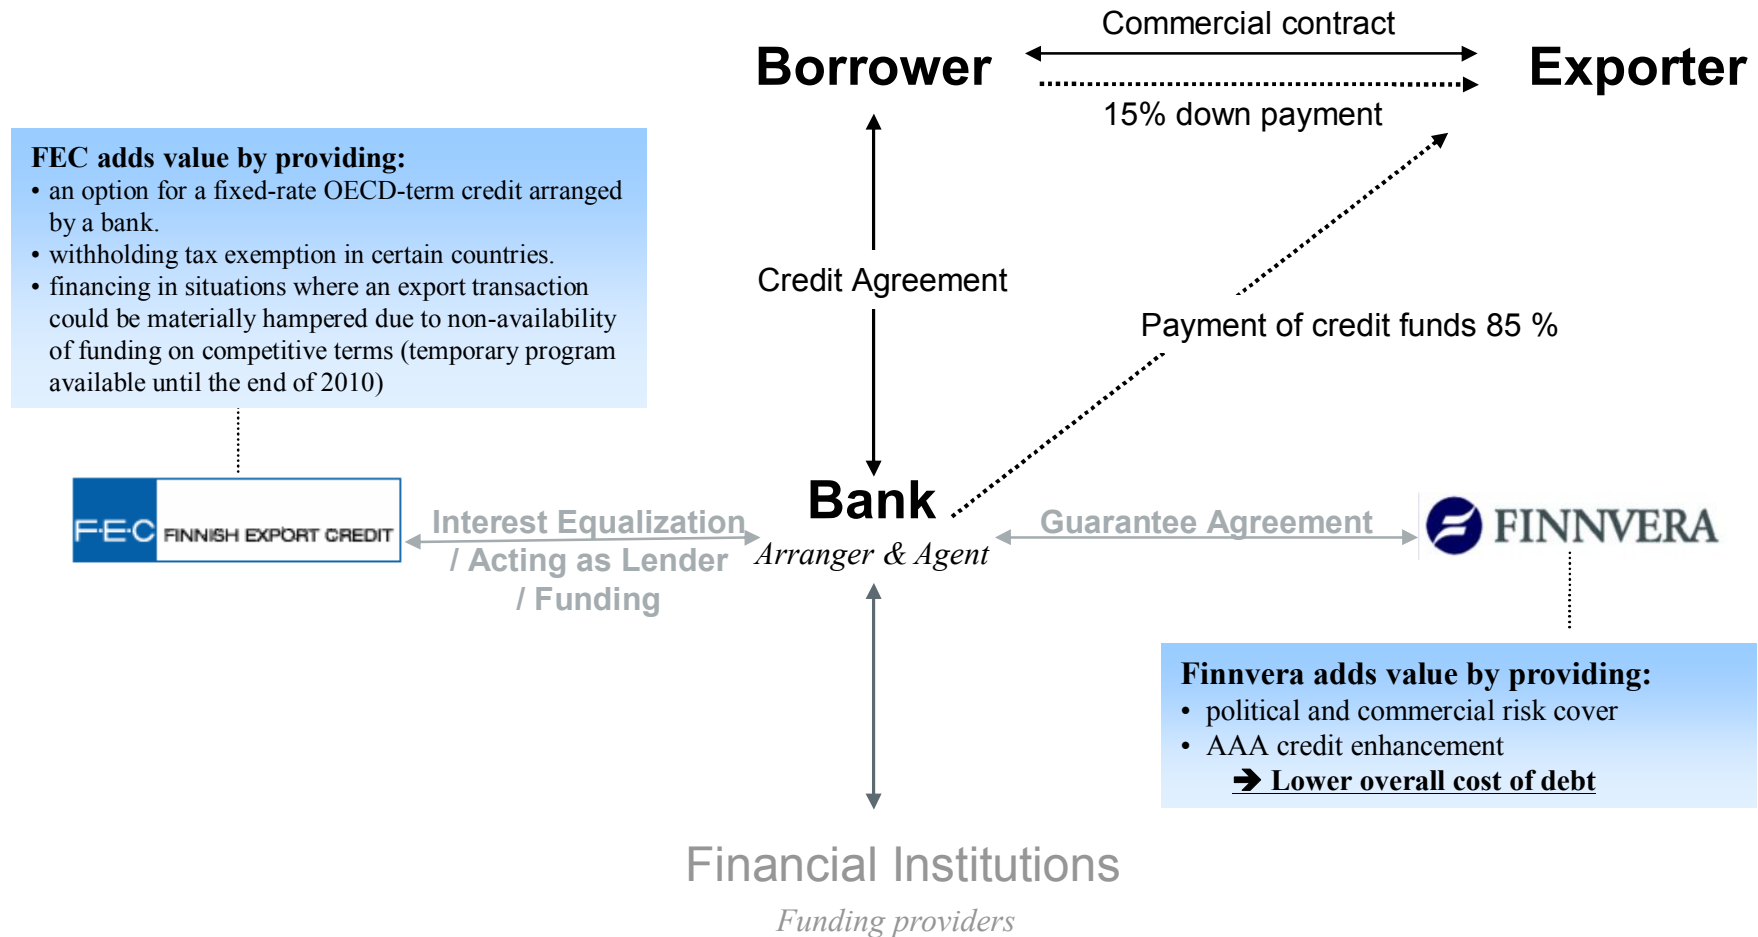 Commercial contract
Borrower
Exporter
15% down payment
FEC adds value by providing:
• an option for a fixed-rate OECD-term credit arranged
by a bank.
• withholding tax exemption in certain countries.
• financing in situations where an export transaction
could be materially hampered due to non-availability
of funding on competitive terms (temporary program
available until the end of 2010)
Credit Agreement
Payment of credit funds 85 %
F·E·C FINNISH EXPORT CREDIT
Interest Equalization
/ Acting as Lender
/ Funding
Bank
Arranger & Agent
Guarantee Agreement
FINNVERA
Finnvera adds value by providing:
• political and commercial risk cover
• AAA credit enhancement
➔ Lower overall cost of debt
Financial Institutions
Funding providers